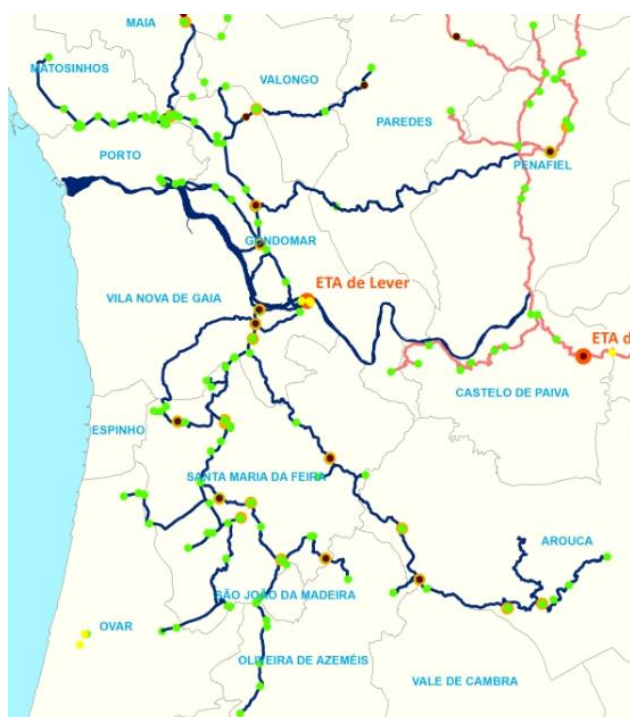 MAIA
MATOSINHOS
VALONGO
PAREDES
PORTO
PENAFIEL
GONDOMAR
ETA de Lever
VILA NOVA DE GAIA
ETA d
CASTELO DE PAIVA
ESPINHO
SANTA MARIA DA FEIRA
AROUCA
SÃO JOÃO DA MADEIRA
OVAR
OLIVEIRA DE AZEMÉIS
VALE DE CAMBRA